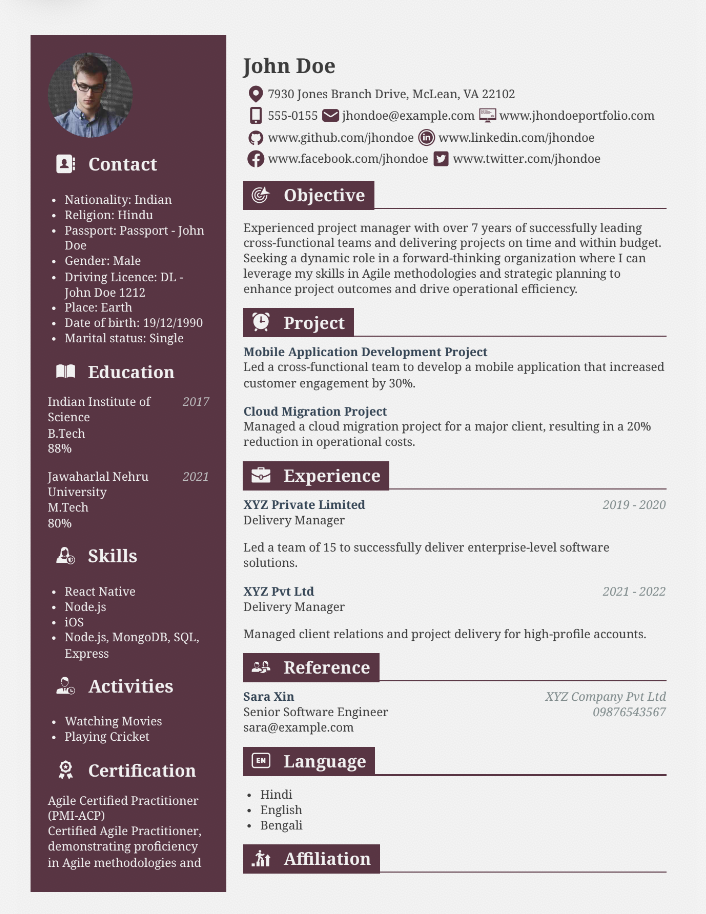 Contact
• Nationality: Indian
• Religion: Hindu
• Passport: Passport - John
Doe
• Gender: Male
• Driving Licence: DL -
John Doe 1212
• Place: Earth
• Date of birth: 19/12/1990
• Marital status: Single
Education
Indian Institute of 2017
Science
B.Tech
88%
Jawaharlal Nehru 2021
University
M.Tech
80%
Skills
• React Native
• Node.js
• iOS
• Node.js, MongoDB, SQL,
Express
Activities
• Watching Movies
• Playing Cricket
Certification
Agile Certified Practitioner
(PMI-ACP)
Certified Agile Practitioner,
demonstrating proficiency
in Agile methodologies and
John Doe
7930 Jones Branch Drive, McLean, VA 22102
555-0155 jhondoe@example.com www.jhondoeportfolio.com
www.github.com/jhondoe www.linkedin.com/jhondoe
www.facebook.com/jhondoe www.twitter.com/jhondoe
Objective
Experienced project manager with over 7 years of successfully leading
cross-functional teams and delivering projects on time and within budget.
Seeking a dynamic role in a forward-thinking organization where I can
leverage my skills in Agile methodologies and strategic planning to
enhance project outcomes and drive operational efficiency.
Project
Mobile Application Development Project
Led a cross-functional team to develop a mobile application that increased
customer engagement by 30%.
Cloud Migration Project
Managed a cloud migration project for a major client, resulting in a 20%
reduction in operational costs.
Experience
XYZ Private Limited 2019 - 2020
Delivery Manager
Led a team of 15 to successfully deliver enterprise-level software
solutions.
XYZ Pvt Ltd 2021 - 2022
Delivery Manager
Managed client relations and project delivery for high-profile accounts.
Reference
Sara Xin XYZ Company Pvt Ltd
Senior Software Engineer 09876543567
sara@example.com
EN Language
• Hindi
• English
• Bengali
Affiliation